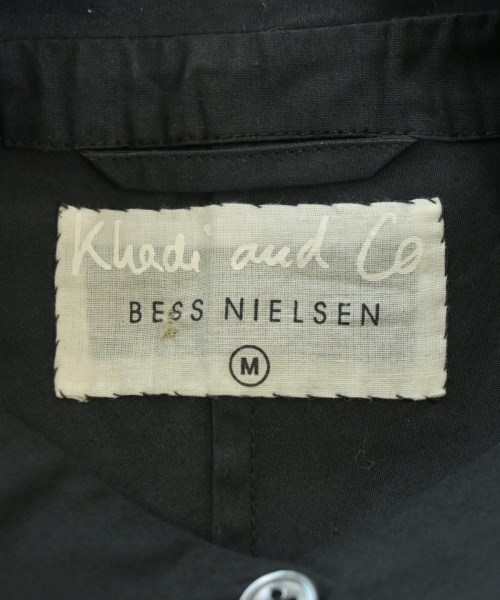 Khadi and Co
BESS NIELSEN
M